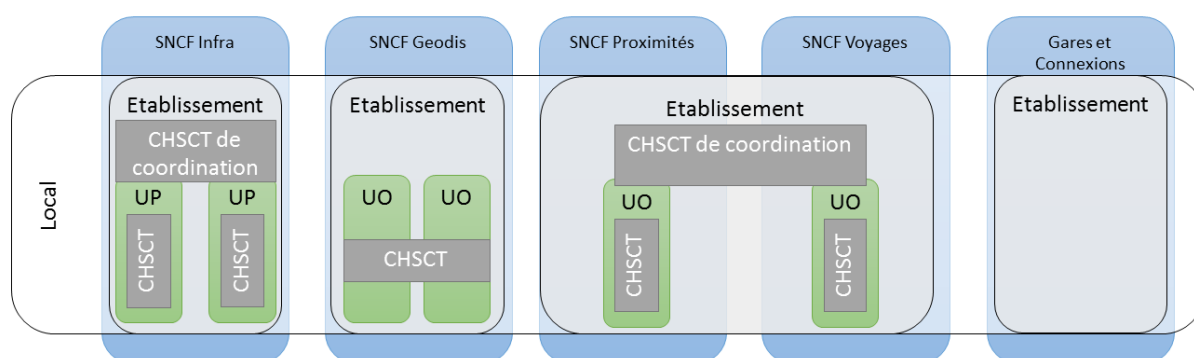 SNCF Infra
SNCF Geodis
SNCF Proximités
SNCF Voyages
Gares et
Connexions
Local
Etablissement
CHSCT de
coordination
UP
UP
CHSCT
CHSCT
Etablissement
UO
UO
CHSCT
Etablissement
CHSCT de coordination
UO
UO
CHSCT
CHSCT
Etablissement